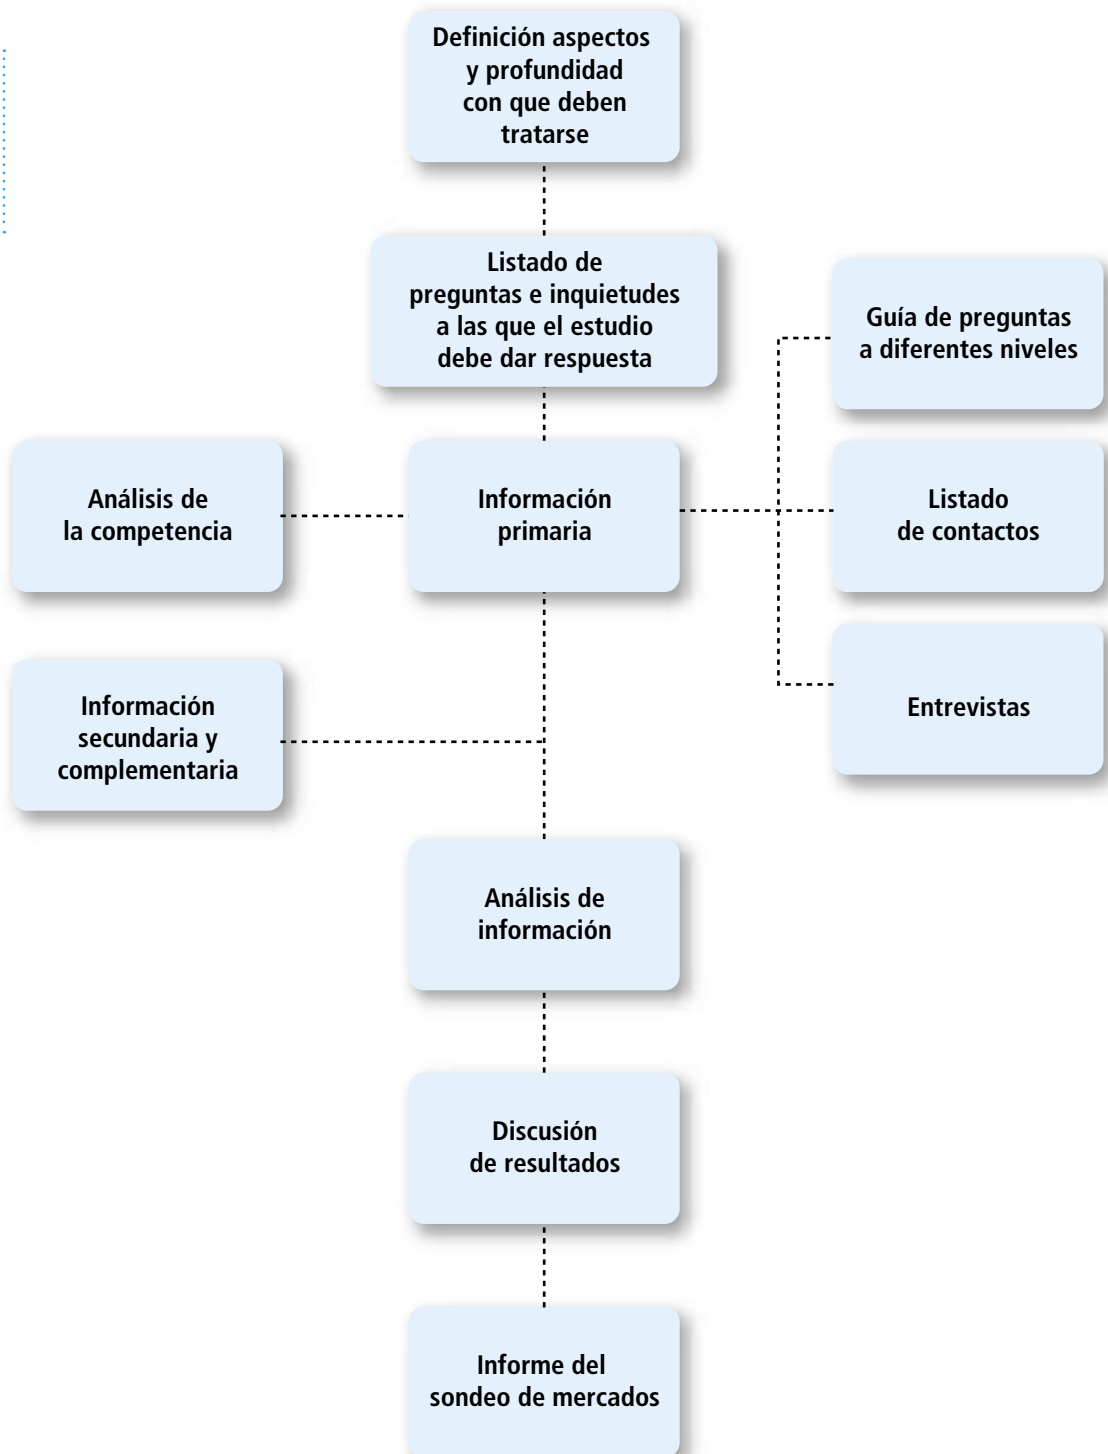 Definición aspectos
y profundidad
con que deben
tratarse
Listado de
preguntas e inquietudes
a las que el estudio
debe dar respuesta
Guía de preguntas
a diferentes niveles
Análisis de
la competencia
Información
primaria
Listado
de contactos
Información
secundaria y
complementaria
Entrevistas
Análisis de
información
Discusión
de resultados
Informe del
sondeo de mercados